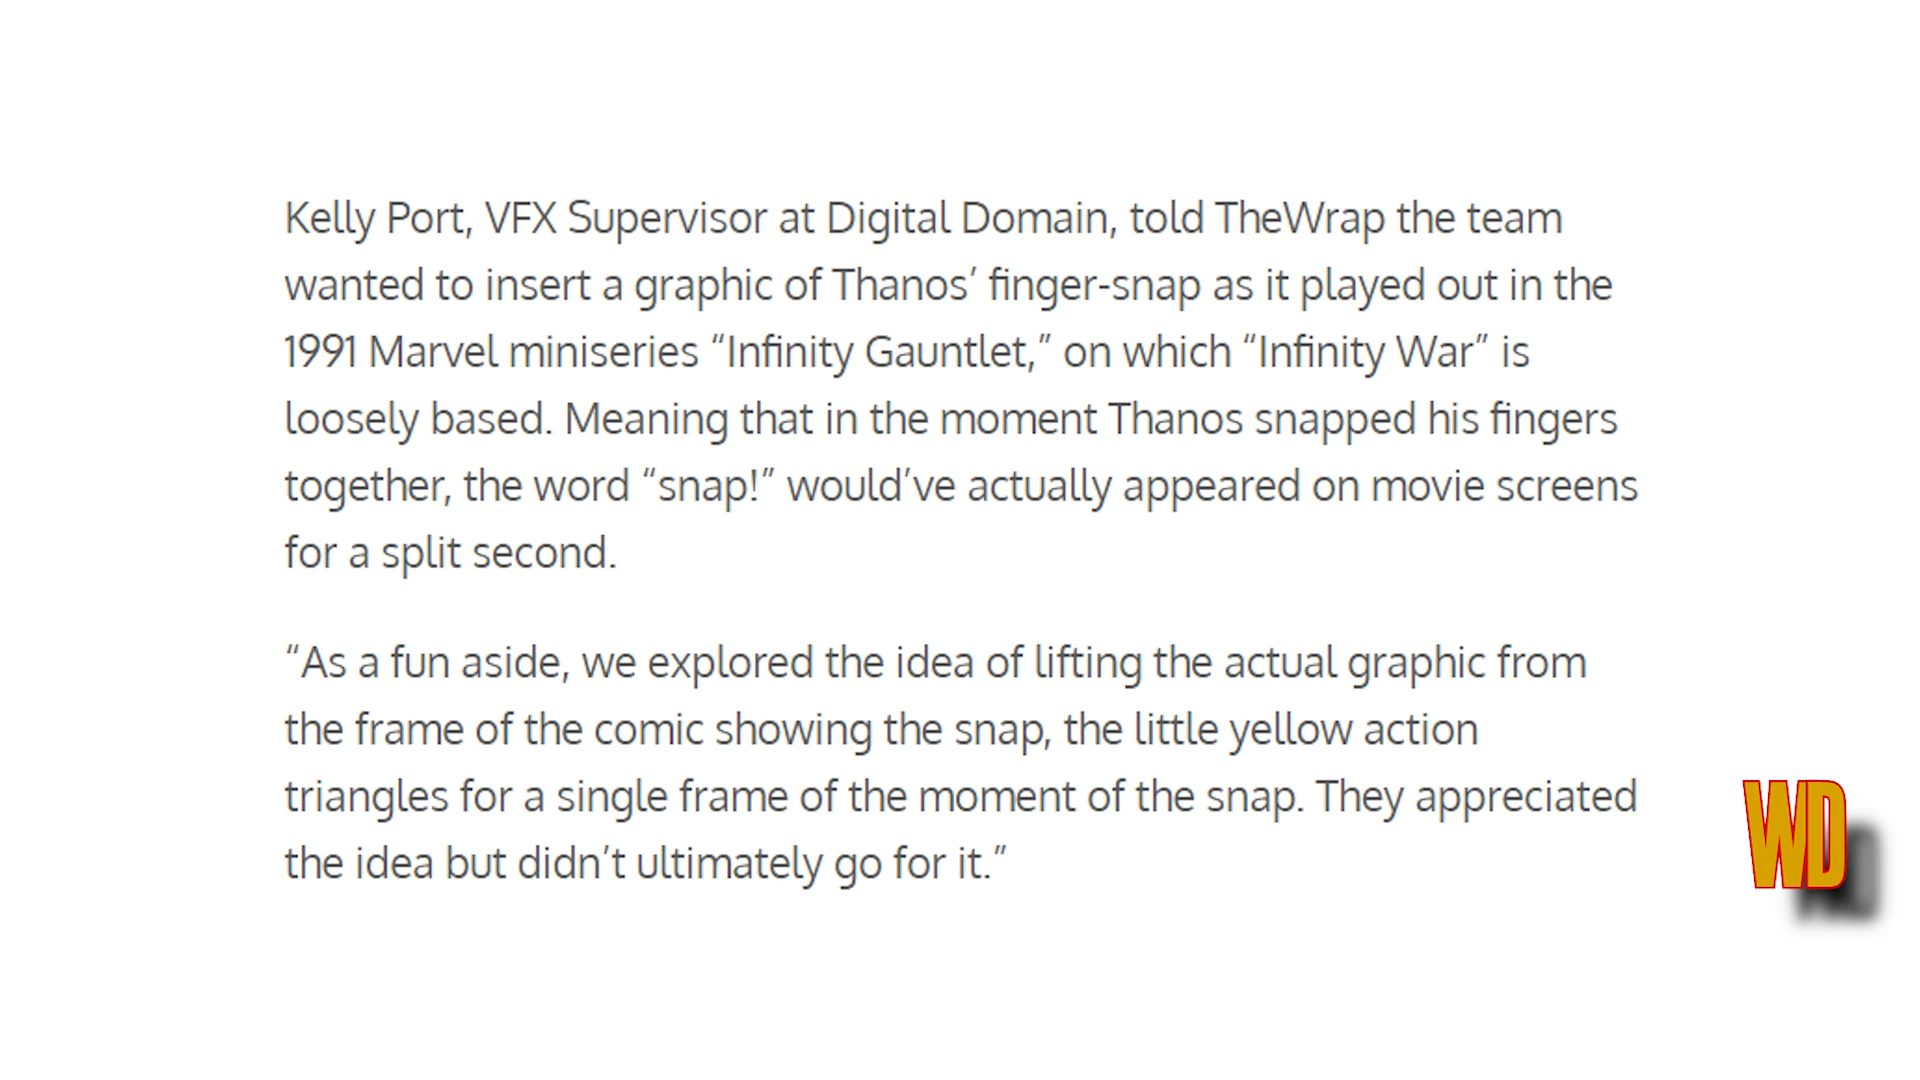 Kelly Port, VFX Supervisor at Digital Domain, told TheWrap the team
wanted to insert a graphic of Thanos’ finger-snap as it played out in the
1991 Marvel miniseries “Infinity Gauntlet,” on which “Infinity War” is
loosely based. Meaning that in the moment Thanos snapped his fingers
together, the word “snap!” would’ve actually appeared on movie screens
for a split second.
“As a fun aside, we explored the idea of lifting the actual graphic from
the frame of the comic showing the snap, the little yellow action
triangles for a single frame of the moment of the snap. They appreciated
the idea but didn’t ultimately go for it.”
WD